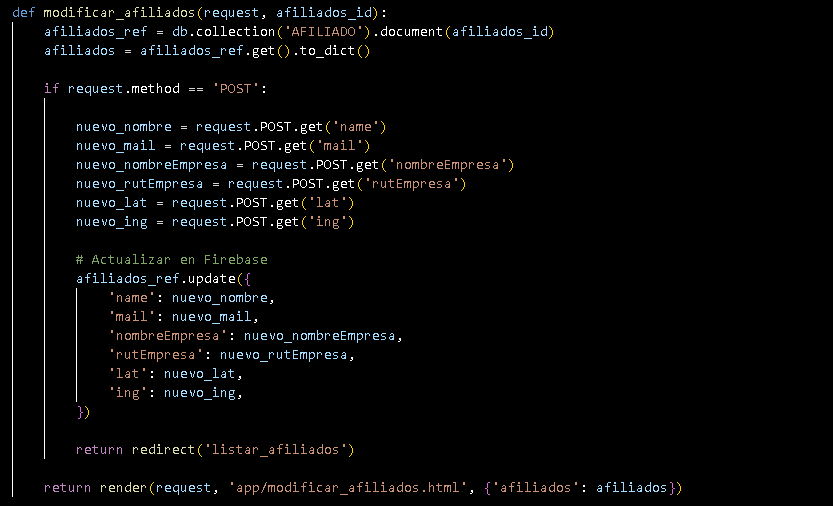 def modificar_afiliados(request, afiliados_id):
    afiliados_ref = db.collection('AFILIADO').document(afiliados_id)
    afiliados = afiliados_ref.get().to_dict()
    if request.method == 'POST':
        nuevo_nombre = request.POST.get('name')
        nuevo_mail = request.POST.get('mail')
        nuevo_nombreEmpresa = request.POST.get('nombreEmpresa')
        nuevo_rutEmpresa = request.POST.get('rutEmpresa')
        nuevo_lat = request.POST.get('lat')
        nuevo_ing = request.POST.get('ing')
        # Actualizar en Firebase
        afiliados_ref.update({
            'name': nuevo_nombre,
            'mail': nuevo_mail,
            'nombreEmpresa': nuevo_nombreEmpresa,
            'rutEmpresa': nuevo_rutEmpresa,
            'lat': nuevo_lat,
            'ing': nuevo_ing,
        })
        return redirect('listar_afiliados')
    return render(request, 'app/modificar_afiliados.html', {'afiliados': afiliados})